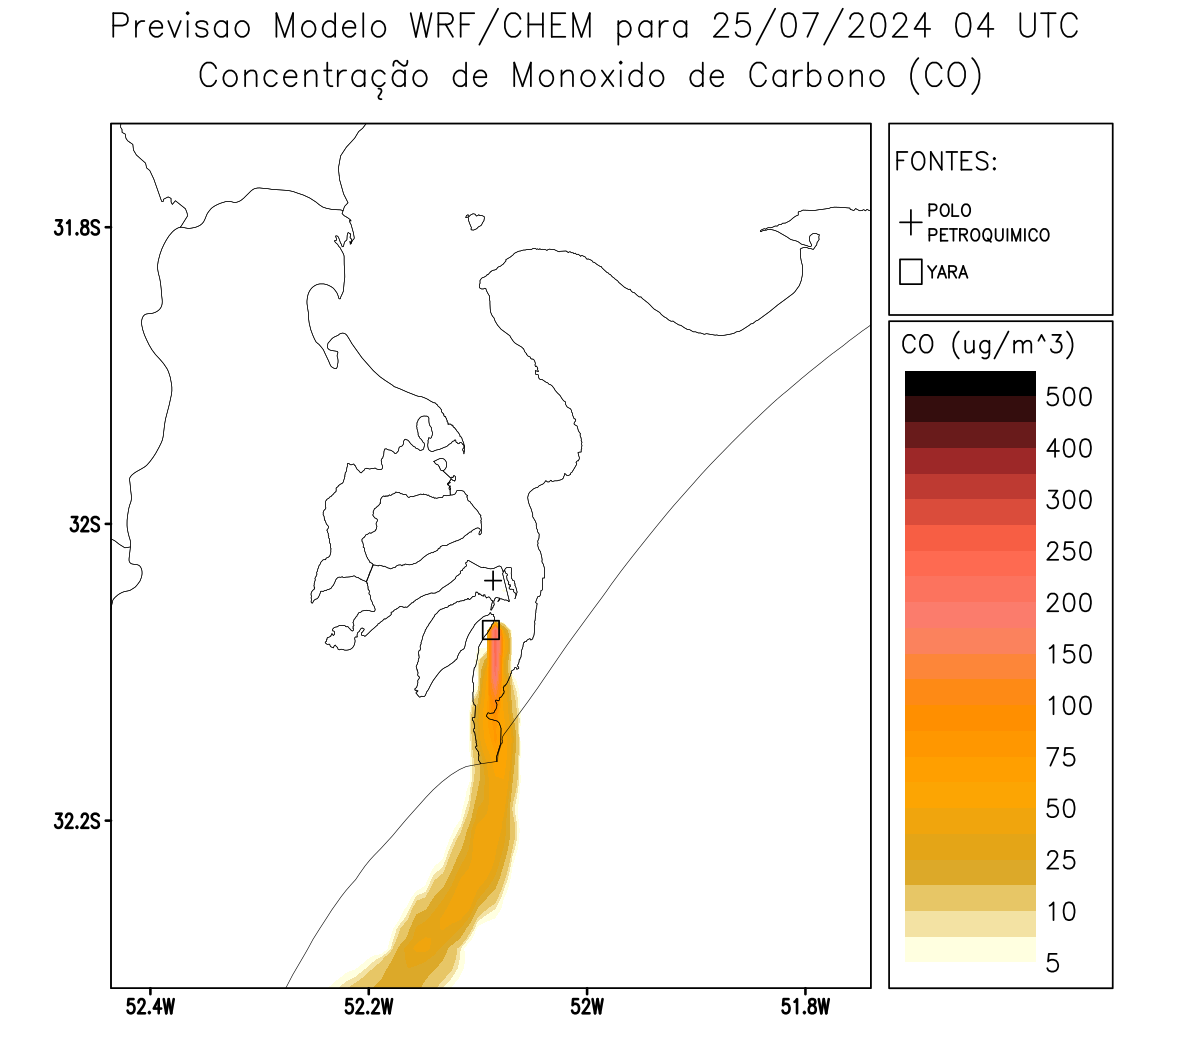 Previsao Modelo WRF/CHEM para 25/07/2024 04 UTC
Concentração de Monoxido de Carbono (CO)
FONTES:
POLO
PETROQUIMICO
YARA
CO (ug/m^3)
500
400
300
250
200
150
100
75
50
25
10
5
31.8S
32S
32.2S
52.4W
52.2W
52W
51.8W